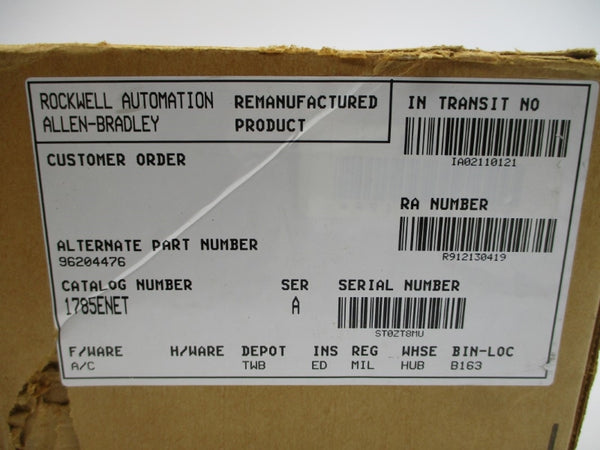 ROCKWELL AUTOMATION REMANUFACTURED IN TRANSIT NO
ALLEN-BRADLEY PRODUCT
IA02110121
CUSTOMER ORDER
RA NUMBER
ALTERNATE PART NUMBER
96204476
R912130419
CATALOG NUMBER SER SERIAL NUMBER
1785ENET A
ST0ZT8MU
F/WARE H/WARE DEPOT INS REG WHSE BIN-LOC
A/C TWB ED MIL HUB B163